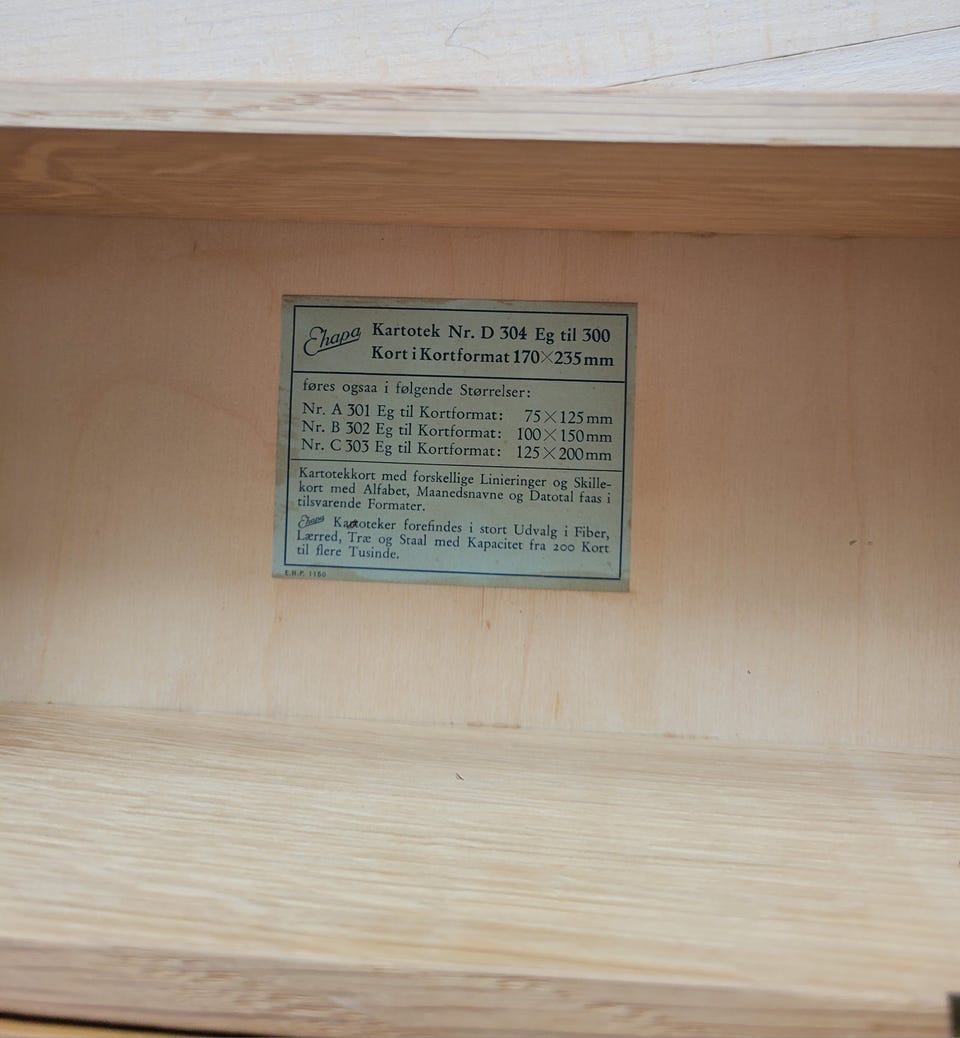 Ehapa Kartotek Nr. D 304 Eg til 300
Kort i Kortformat 170×235 mm
føres ogsaa i følgende Størrelser:
Nr. A 301 Eg til Kortformat: 75×125 mm
Nr. B 302 Eg til Kortformat: 100×150 mm
Nr. C 303 Eg til Kortformat: 125×200 mm
Kartotekkort med forskellige Linieringer og Skille-
kort med Alfabet, Maanedsnavne og Datotal faas i
tilsvarende Formater.
Ehapa Kartoteker forefindes i stort Udvalg i Fiber,
Lærred, Træ og Staal med Kapacitet fra 200 Kort
til flere Tusinde.
E.H.P. 1150